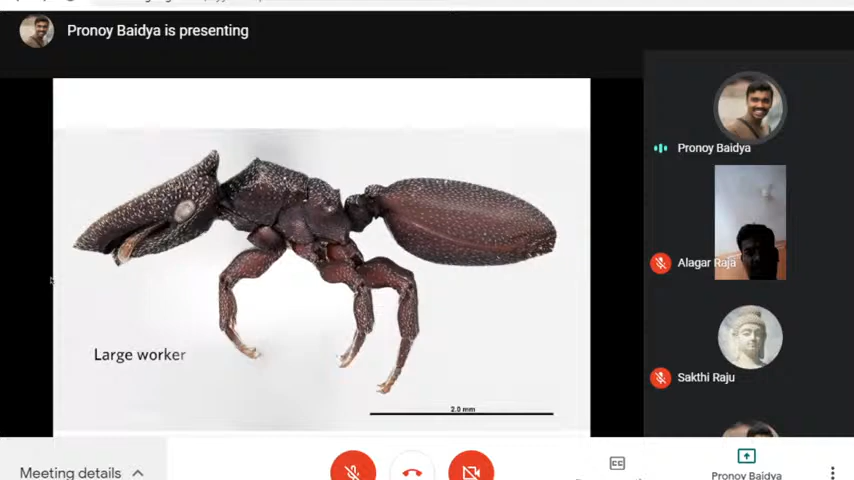 Pronoy Baidya is presenting
Pronoy Baidya
Alagar Raja
Sakthi Raju
Large worker
2.0 mm
Meeting details
CC
Pronoy Baidya